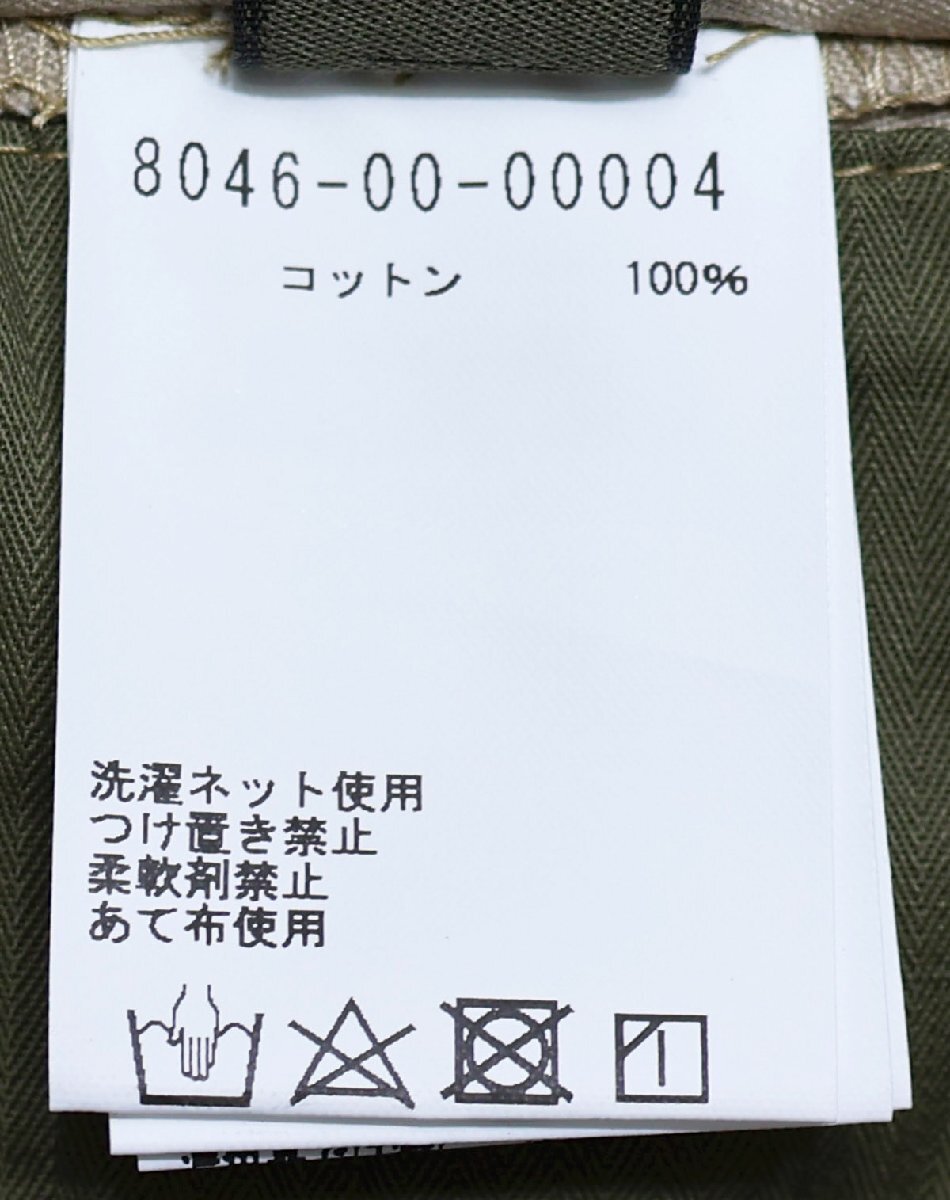 8046-00-00004
コットン 100%
洗濯ネット使用
つけ置き禁止
柔軟剤禁止
あて布使用